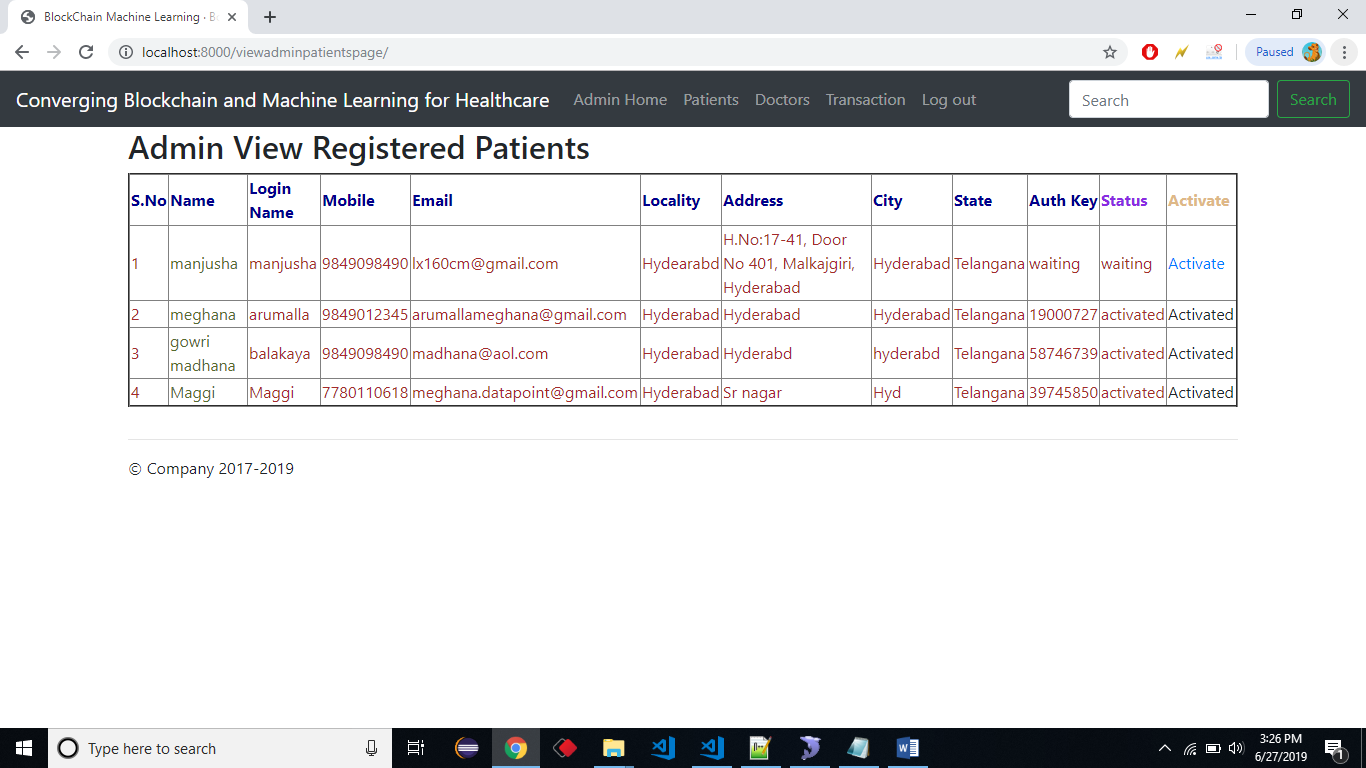 BlockChain Machine Learning · B
localhost:8000/viewadminpatientspage/
Paused
Converging Blockchain and Machine Learning for Healthcare Admin Home Patients Doctors Transaction Log out Search Search
Admin View Registered Patients
S.No Name Login Name Mobile Email Locality Address City State Auth Key Status Activate
1 manjusha manjusha 9849098490 lx160cm@gmail.com Hydearabd H.No:17-41, Door No 401, Malkajgiri, Hyderabad Hyderabad Telangana waiting waiting Activate
2 meghana arumalla 9849012345 arumallameghana@gmail.com Hyderabad Hyderabad Hyderabad Telangana 19000727 activated Activated
3 gowri madhana balakaya 9849098490 madhana@aol.com Hyderabad Hyderabd hyderabd Telangana 58746739 activated Activated
4 Maggi Maggi 7780110618 meghana.datapoint@gmail.com Hyderabad Sr nagar Hyd Telangana 39745850 activated Activated
© Company 2017-2019
Type here to search
3:26 PM
6/27/2019
1